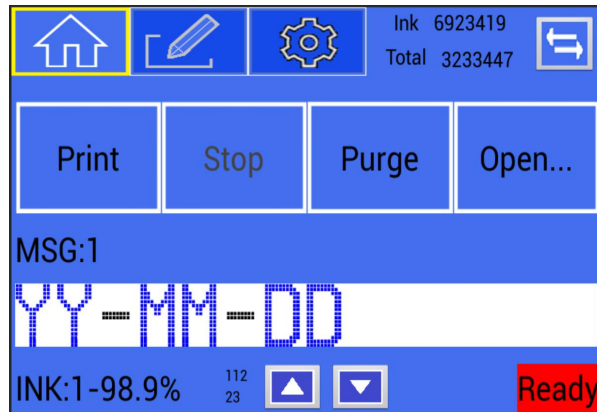 Ink 6923419
Total 3233447
Print Stop Purge Open...
MSG:1
YY-MM-DD
INK:1-98.9% 112
23
Ready